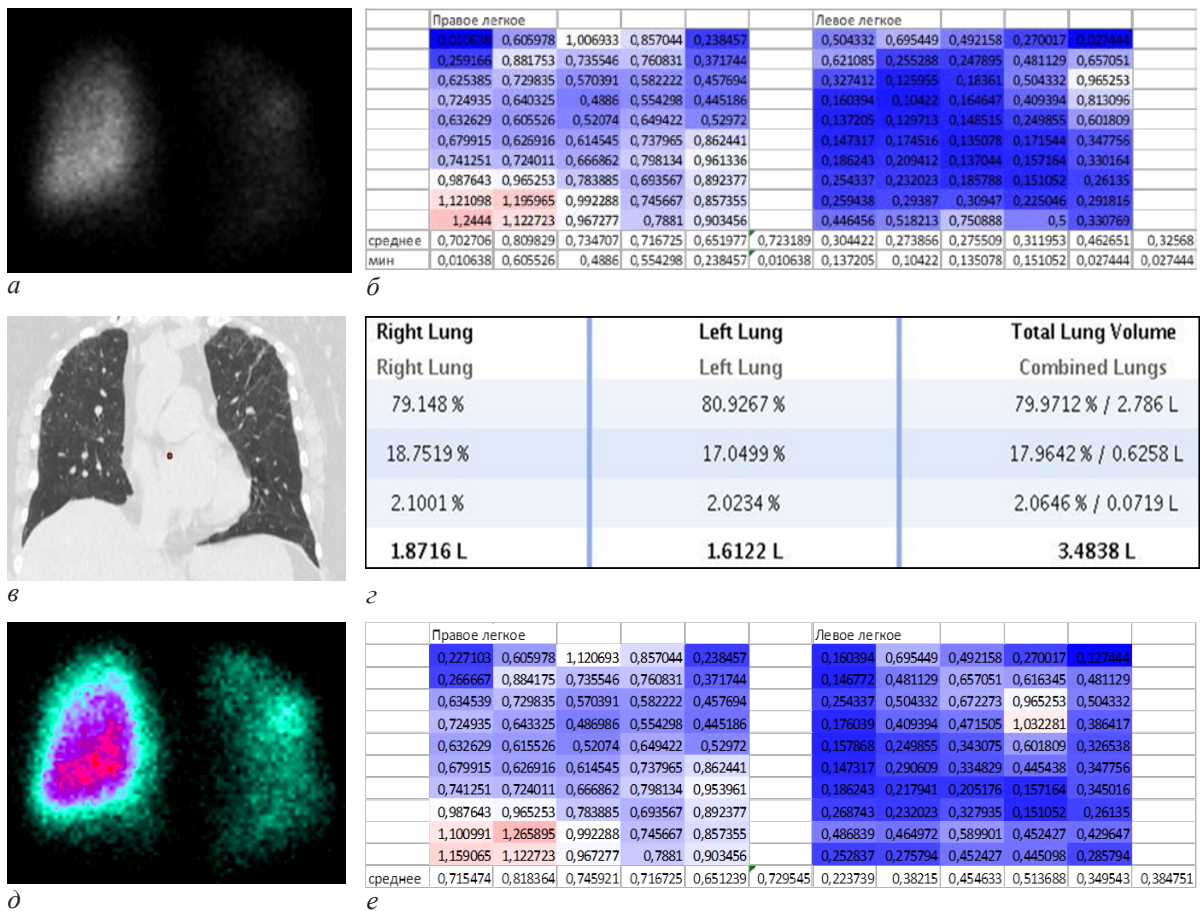 Правое легкое Левое легкое
0,010638 0,605978 1,006933 0,857044 0,238457 0,504332 0,695449 0,492158 0,270017 0,027444
0,259166 0,881753 0,735546 0,760831 0,371744 0,621085 0,255288 0,247895 0,481129 0,657051
0,625385 0,729835 0,570391 0,582222 0,457694 0,327412 0,125955 0,18361 0,504332 0,965253
0,724935 0,640325 0,4886 0,554298 0,445186 0,160394 0,10422 0,164647 0,409394 0,813096
0,632629 0,605526 0,52074 0,649422 0,52972 0,137205 0,129713 0,148515 0,249855 0,601809
0,679915 0,626916 0,614545 0,737965 0,862441 0,147317 0,174516 0,135078 0,171544 0,347756
0,741251 0,724011 0,666862 0,798134 0,961336 0,186243 0,209412 0,137044 0,157164 0,330164
0,987643 0,965253 0,783885 0,693567 0,892377 0,254337 0,232023 0,185788 0,151052 0,26135
1,121098 1,195965 0,992288 0,745667 0,857355 0,259438 0,29387 0,30947 0,225046 0,291816
1,2444 1,122723 0,967277 0,7881 0,903456 0,446456 0,518213 0,750888 0,5 0,330769
среднее 0,702706 0,809829 0,734707 0,716725 0,651977 0,723189 0,304422 0,273866 0,275509 0,311953 0,462651 0,32568
мин 0,010638 0,605526 0,4886 0,554298 0,238457 0,010638 0,137205 0,10422 0,135078 0,151052 0,027444 0,027444
а б
Right Lung Left Lung Total Lung Volume
Right Lung Left Lung Combined Lungs
79.148 % 80.9267 % 79.9712 % / 2.786 L
18.7519 % 17.0499 % 17.9642 % / 0.6258 L
2.1001 % 2.0234 % 2.0646 % / 0.0719 L
1.8716 L 1.6122 L 3.4838 L
в г
Правое легкое Левое легкое
0,227103 0,605978 1,120693 0,857044 0,238457 0,160394 0,695449 0,492158 0,270017 0,127444
0,266667 0,884175 0,735546 0,760831 0,371744 0,146772 0,481129 0,657051 0,616345 0,481129
0,634539 0,729835 0,570391 0,582222 0,457694 0,254337 0,504332 0,672273 0,965253 0,504332
0,724935 0,643325 0,486986 0,554298 0,445186 0,176039 0,409394 0,471505 1,032281 0,386417
0,632629 0,615526 0,52074 0,649422 0,52972 0,157868 0,249855 0,343075 0,601809 0,326538
0,679915 0,626916 0,614545 0,737965 0,862441 0,147317 0,290609 0,334829 0,445438 0,347756
0,741251 0,724011 0,666862 0,798134 0,953961 0,186243 0,217941 0,205176 0,157164 0,345016
0,987643 0,965253 0,783885 0,693567 0,892377 0,268743 0,232023 0,327935 0,151052 0,26135
1,100991 1,265895 0,992288 0,745667 0,857355 0,486839 0,464972 0,589901 0,452427 0,429647
1,159065 1,122723 0,967277 0,7881 0,903456 0,252837 0,275794 0,452427 0,445098 0,285794
среднее 0,715474 0,818364 0,745921 0,716725 0,651239 0,729545 0,223739 0,38215 0,454633 0,513688 0,349543 0,384751
д е